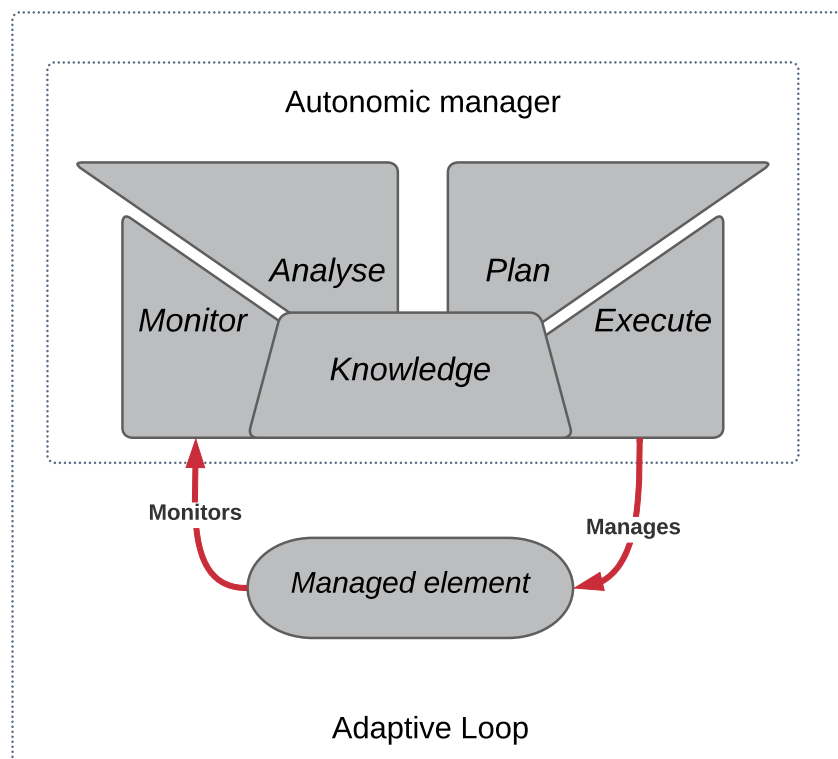 Autonomic manager
Analyse
Plan
Monitor
Execute
Knowledge
Monitors
Manages
Managed element
Adaptive Loop